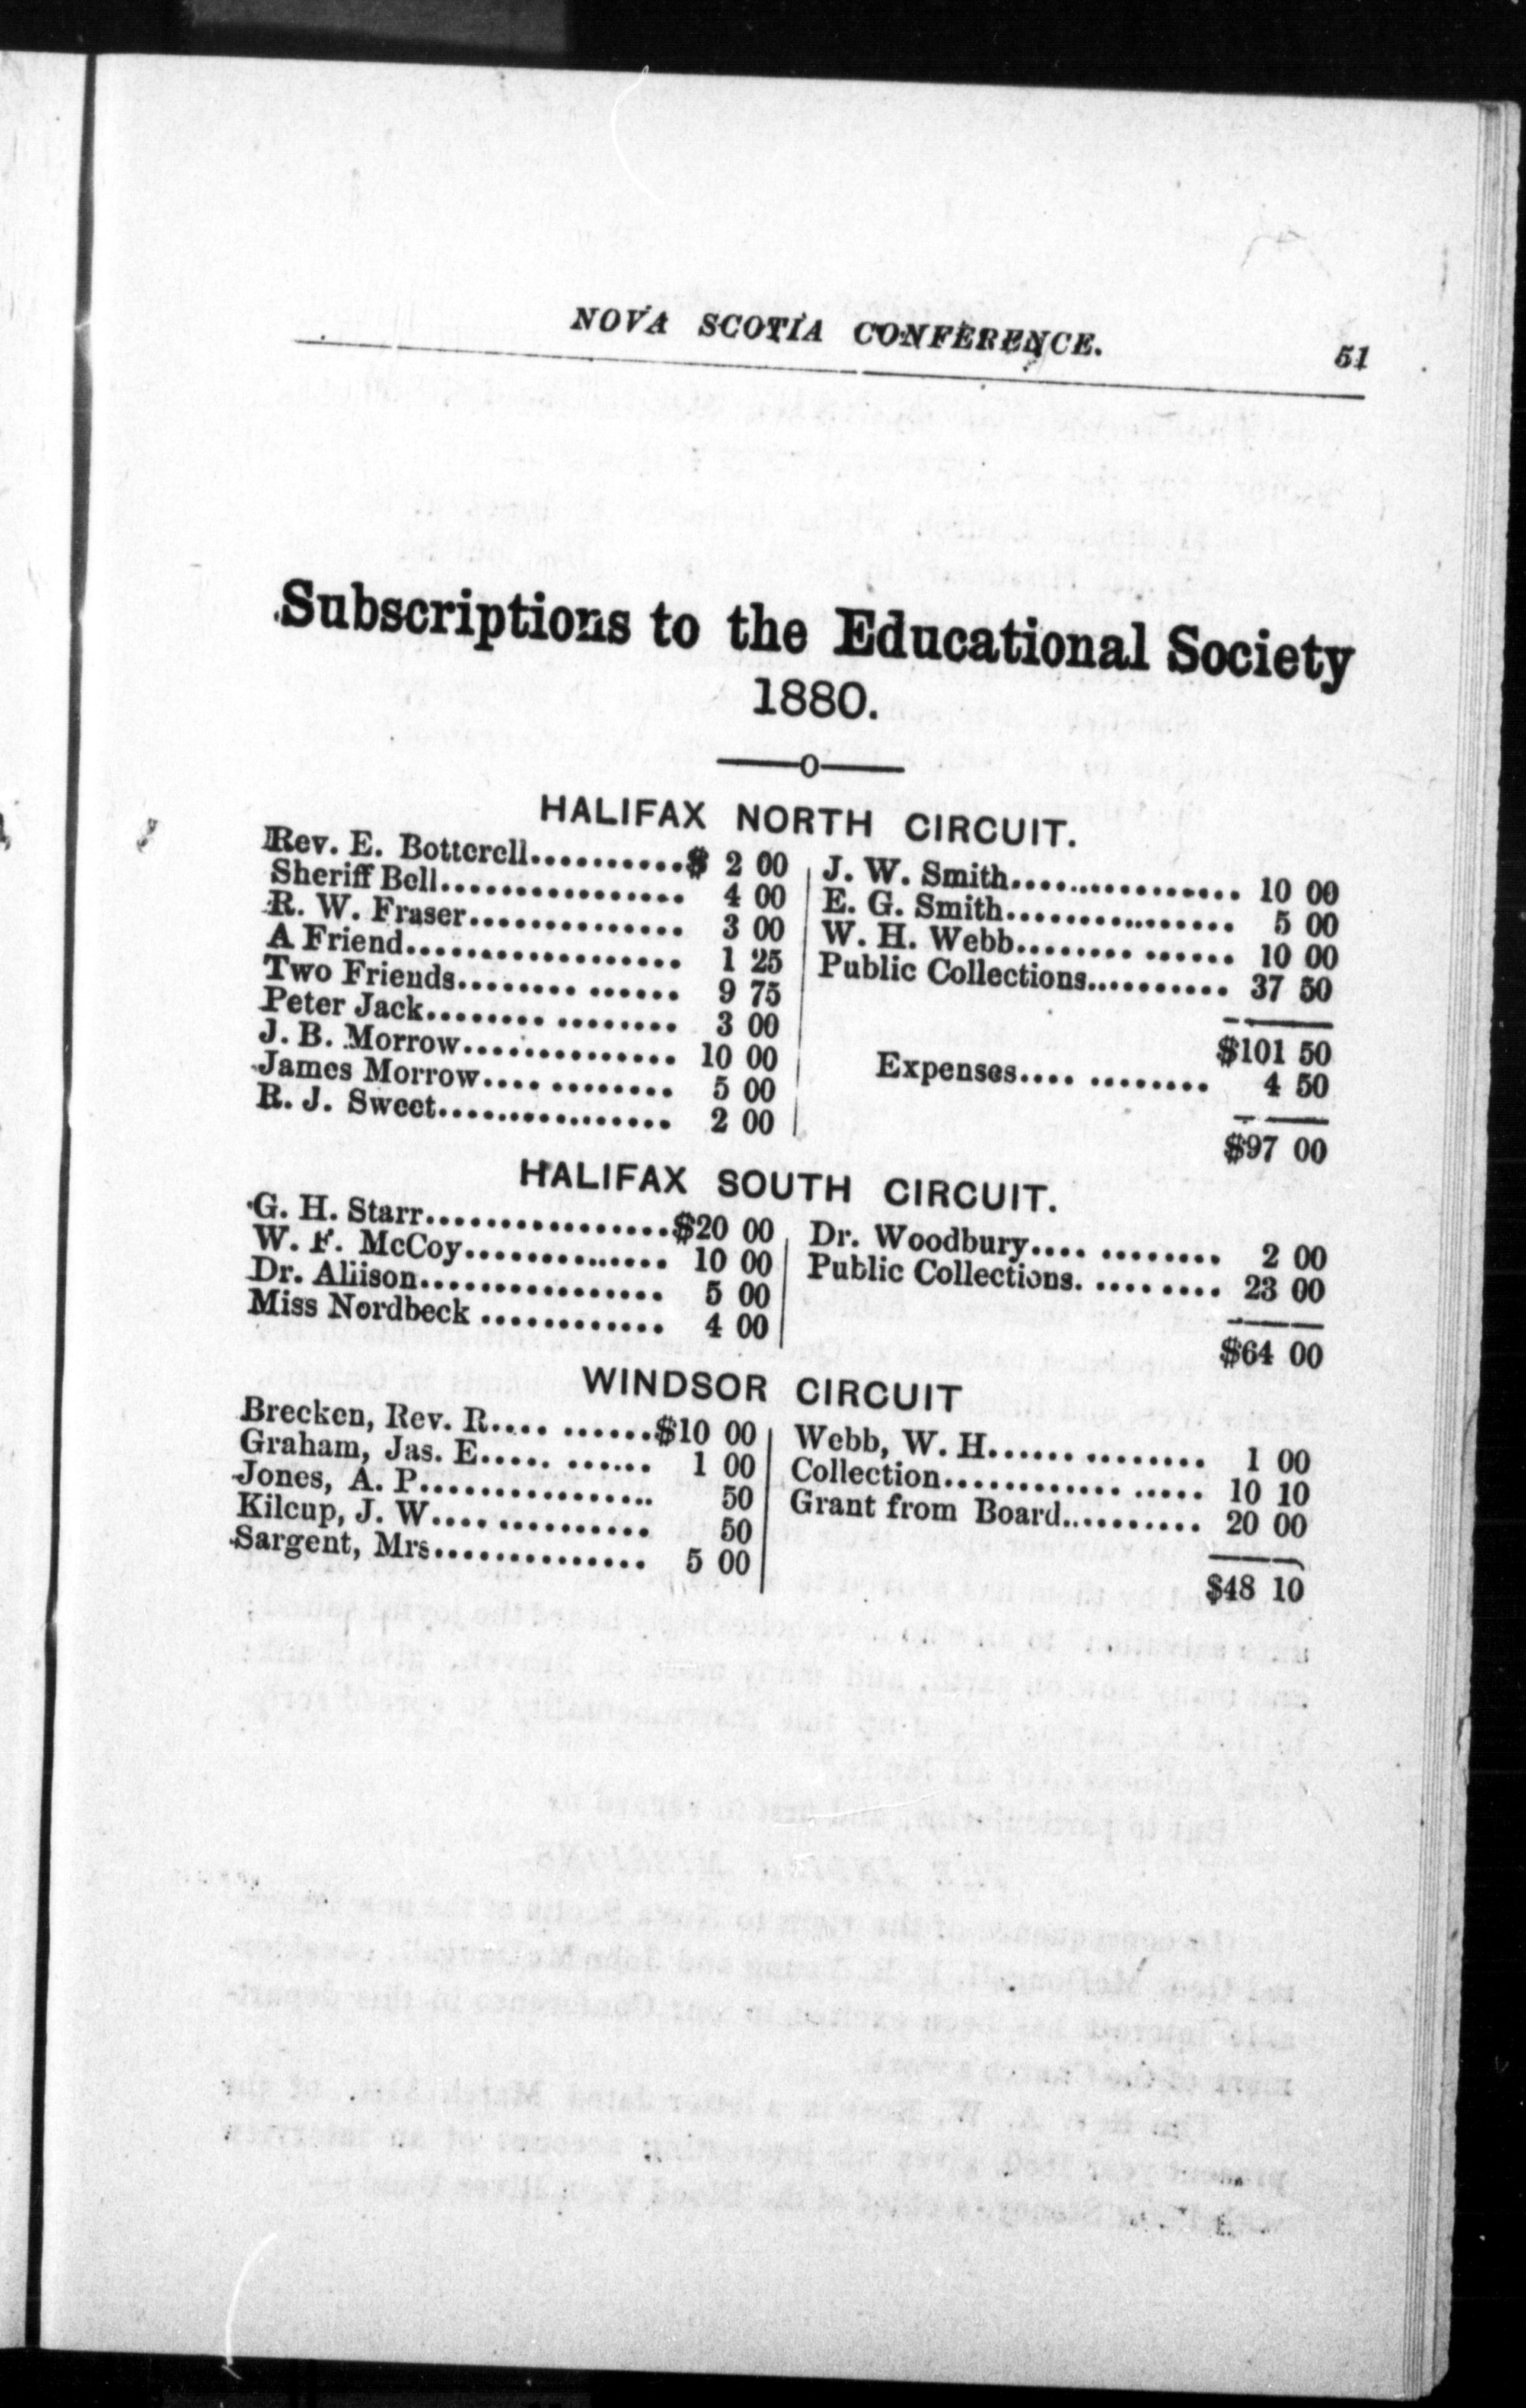 NOVA SCOTIA CONFERENCE. 51
Subscriptions to the Educational Society
1880.
HALIFAX NORTH CIRCUIT.
Rev. E. Botterell..........$ 2 00
Sheriff Bell................ 4 00
R. W. Fraser.............. 3 00
A Friend.................. 1 25
Two Friends........ ...... 9 75
Peter Jack........ ........ 3 00
J. B. Morrow.............. 10 00
James Morrow.... ........ 5 00
R. J. Sweet................ 2 00
J. W. Smith................ 10 00
E. G. Smith............... 5 00
W. H. Webb........ ...... 10 00
Public Collections.......... 37 50
$101 50
Expenses.... ........ 4 50
$97 00
HALIFAX SOUTH CIRCUIT.
G. H. Starr................$20 00
W. F. McCoy.............. 10 00
Dr. Allison................ 5 00
Miss Nordbeck ............ 4 00
Dr. Woodbury.... ........ 2 00
Public Collections. ......... 23 00
$64 00
WINDSOR CIRCUIT
Brecken, Rev. R.... ......$10 00
Graham, Jas. E..... ...... 1 00
Jones, A. P................ 50
Kilcup, J. W.... .......... 50
Sargent, Mrs.............. 5 00
Webb, W. H...... ........ 1 00
Collection............ ..... 10 10
Grant from Board.......... 20 00
$48 10